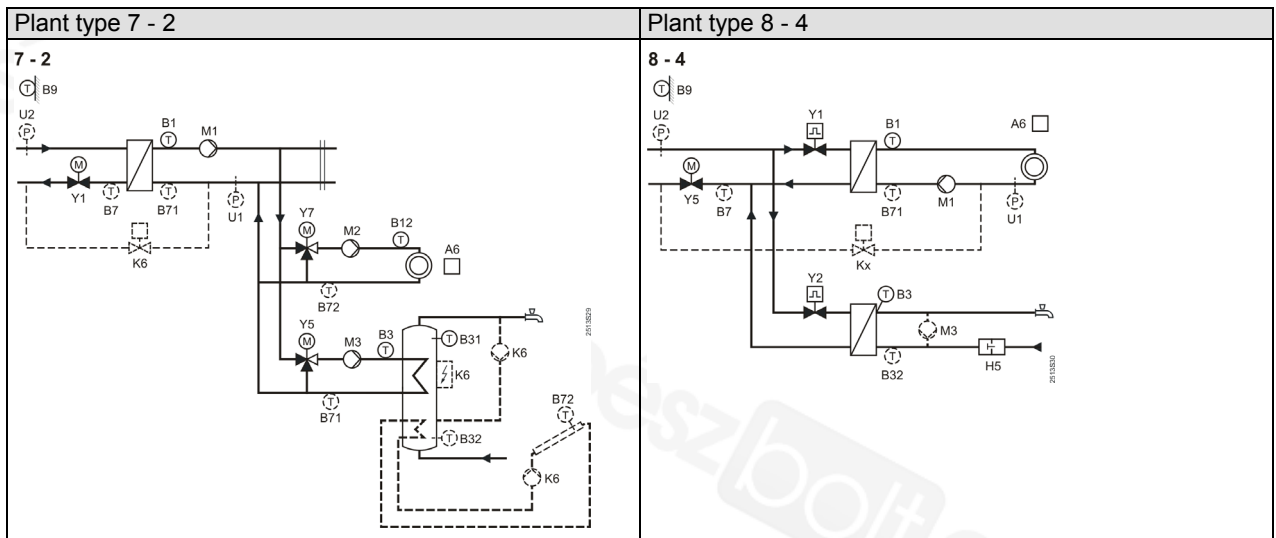 Plant type 7 - 2
7 - 2
T B9
U2
P
B1
T
M1
M
Y1
T
B7
T
B71
P
U1
K6
Y7
M
M2
B12
T
A6
T
B72
Y5
M
M3
B3
T
T B31
K6
K6
T
B71
T B32
B72
T
K6
2513S29
Plant type 8 - 4
8 - 4
T B9
U2
P
Y1
B1
T
A6
M
Y5
T
B7
T
B71
M1
P
U1
Kx
Y2
T B3
M3
T
B32
H5
2513S30